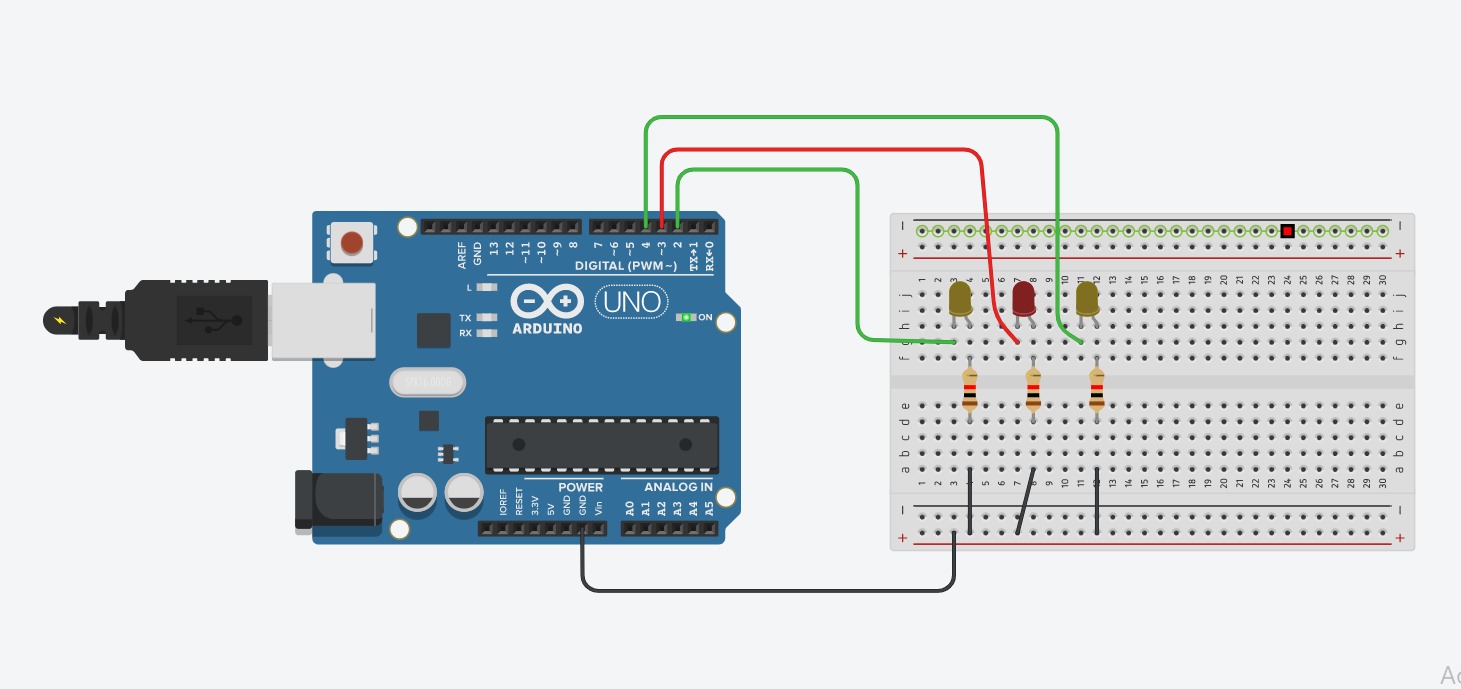 AREF
GND
13
12
~11
~10
~9
8
7
~6
~5
4
~3
2
TX→1
RX←0
DIGITAL (PWM~)
L
TX
RX
ARDUINO
UNO
ON
IOREF
RESET
3.3V
5V
GND
GND
Vin
POWER
ANALOG IN
A0
A1
A2
A3
A4
A5
− −
+ +
1 2 3 4 5 6 7 8 9 10 11 12 13 14 15 16 17 18 19 20 21 22 23 24 25 26 27 28 29 30
j j
i i
h h
g g
f f
e e
d d
c c
b b
a a
1 2 3 4 5 6 7 8 9 10 11 12 13 14 15 16 17 18 19 20 21 22 23 24 25 26 27 28 29 30
− −
+ +